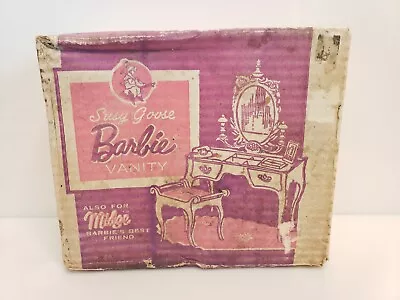 Susy Goose
Barbie
VANITY
ALSO FOR
Midge
BARBIE'S BEST
FRIEND